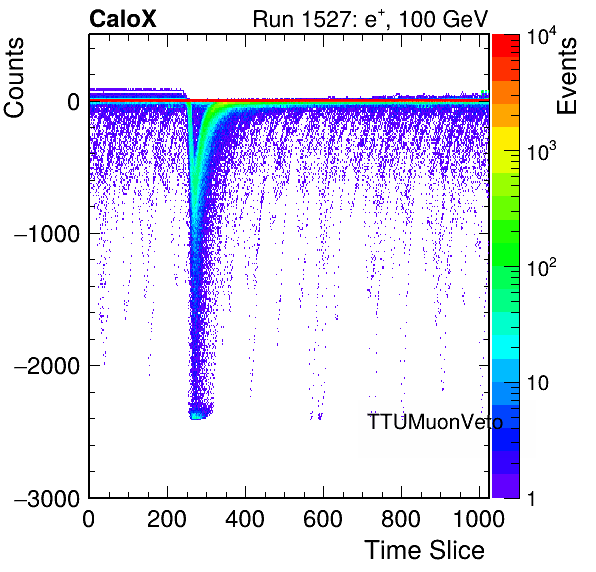 CaloX Run 1527: e⁺, 100 GeV
Counts
Events
0
−1000
−2000
−3000
10⁴
10³
10²
10
1
TTUMuonVeto
0 200 400 600 800 1000
Time Slice